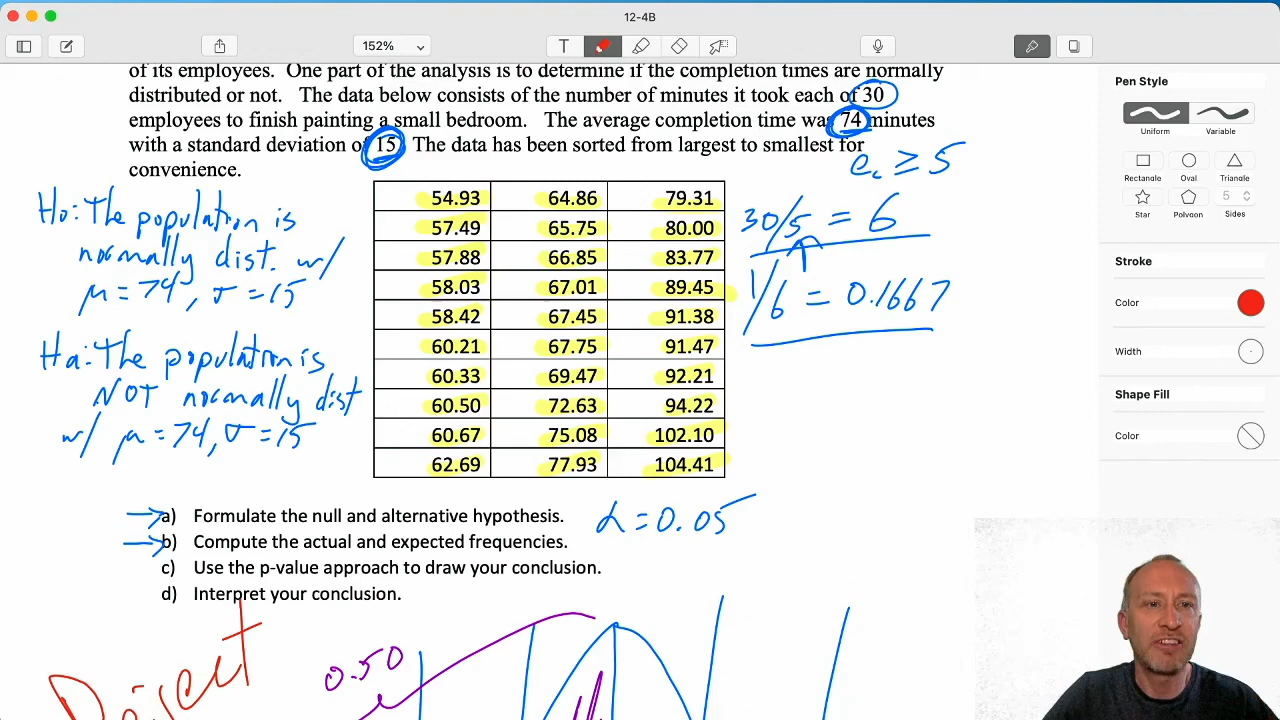 12-4B
152%
T
of its employees. One part of the analysis is to determine if the completion times are normally
distributed or not. The data below consists of the number of minutes it took each of 30
employees to finish painting a small bedroom. The average completion time was 74 minutes
with a standard deviation of 15. The data has been sorted from largest to smallest for
convenience.
ec ≥ 5
54.93 64.86 79.31
57.49 65.75 80.00
57.88 66.85 83.77
58.03 67.01 89.45
58.42 67.45 91.38
60.21 67.75 91.47
60.33 69.47 92.21
60.50 72.63 94.22
60.67 75.08 102.10
62.69 77.93 104.41
Ho: The population is
normally dist. w/
μ = 74, σ = 15
Ha: The population is
NOT normally dist
w/ μ = 74, σ = 15
30/5 = 6
1/6 = 0.1667
a) Formulate the null and alternative hypothesis.
α = 0.05
b) Compute the actual and expected frequencies.
c) Use the p-value approach to draw your conclusion.
d) Interpret your conclusion.
0.50
Pen Style
Uniform Variable
Rectangle Oval Triangle
5
Star Polygon Sides
Stroke
Color
Width
Shape Fill
Color